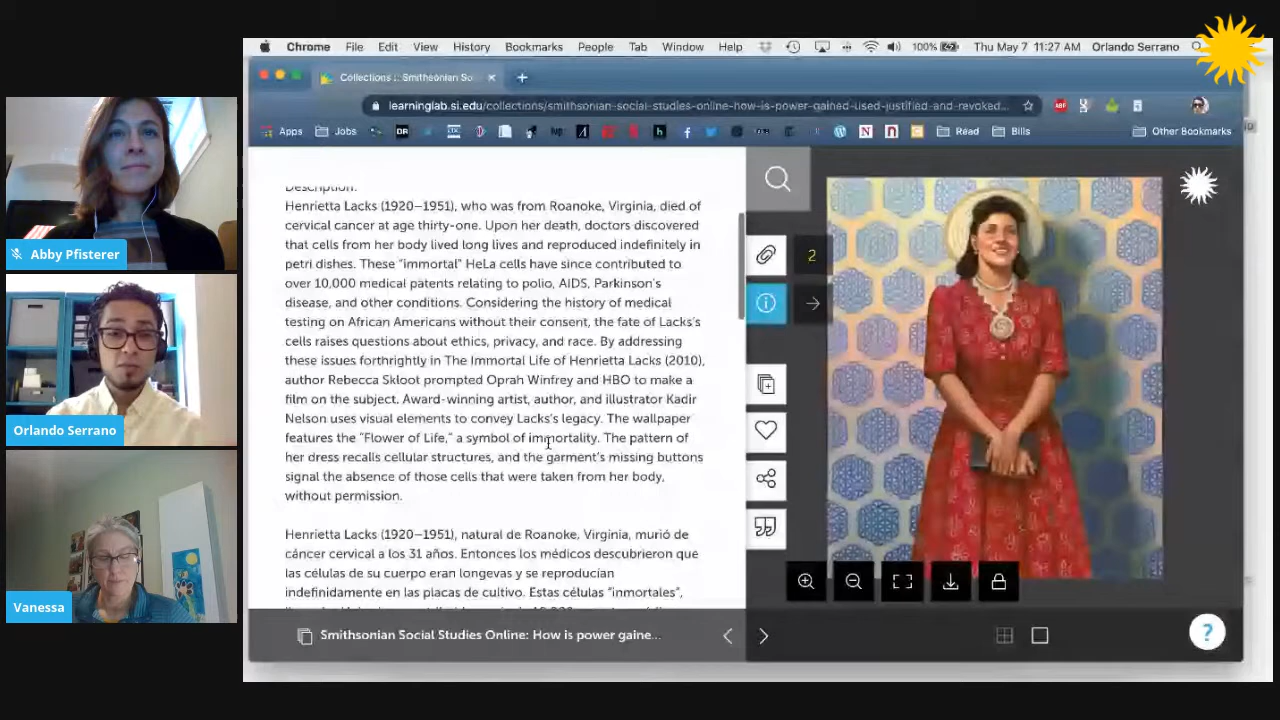 Chrome File Edit View History Bookmarks People Tab Window Help 100% Thu May 7 11:27 AM Orlando Serrano
Collections :: Smithsonian So
learninglab.si.edu/collections/smithsonian-social-studies-online-how-is-power-gained-used-justified-and-revoked...
Apps Jobs DR Read Bills Other Bookmarks
Description:
Henrietta Lacks (1920–1951), who was from Roanoke, Virginia, died of
cervical cancer at age thirty-one. Upon her death, doctors discovered
that cells from her body lived long lives and reproduced indefinitely in
petri dishes. These “immortal” HeLa cells have since contributed to
over 10,000 medical patents relating to polio, AIDS, Parkinson’s
disease, and other conditions. Considering the history of medical
testing on African Americans without their consent, the fate of Lacks’s
cells raises questions about ethics, privacy, and race. By addressing
these issues forthrightly in The Immortal Life of Henrietta Lacks (2010),
author Rebecca Skloot prompted Oprah Winfrey and HBO to make a
film on the subject. Award-winning artist, author, and illustrator Kadir
Nelson uses visual elements to convey Lacks’s legacy. The wallpaper
features the “Flower of Life,” a symbol of immortality. The pattern of
her dress recalls cellular structures, and the garment’s missing buttons
signal the absence of those cells that were taken from her body,
without permission.
Henrietta Lacks (1920–1951), natural de Roanoke, Virginia, murió de
cáncer cervical a los 31 años. Entonces los médicos descubrieron que
las células de su cuerpo eran longevas y se reproducían
indefinidamente en las placas de cultivo. Estas células “inmortales”,
2
Smithsonian Social Studies Online: How is power gaine...
?
Abby Pfisterer
Orlando Serrano
Vanessa